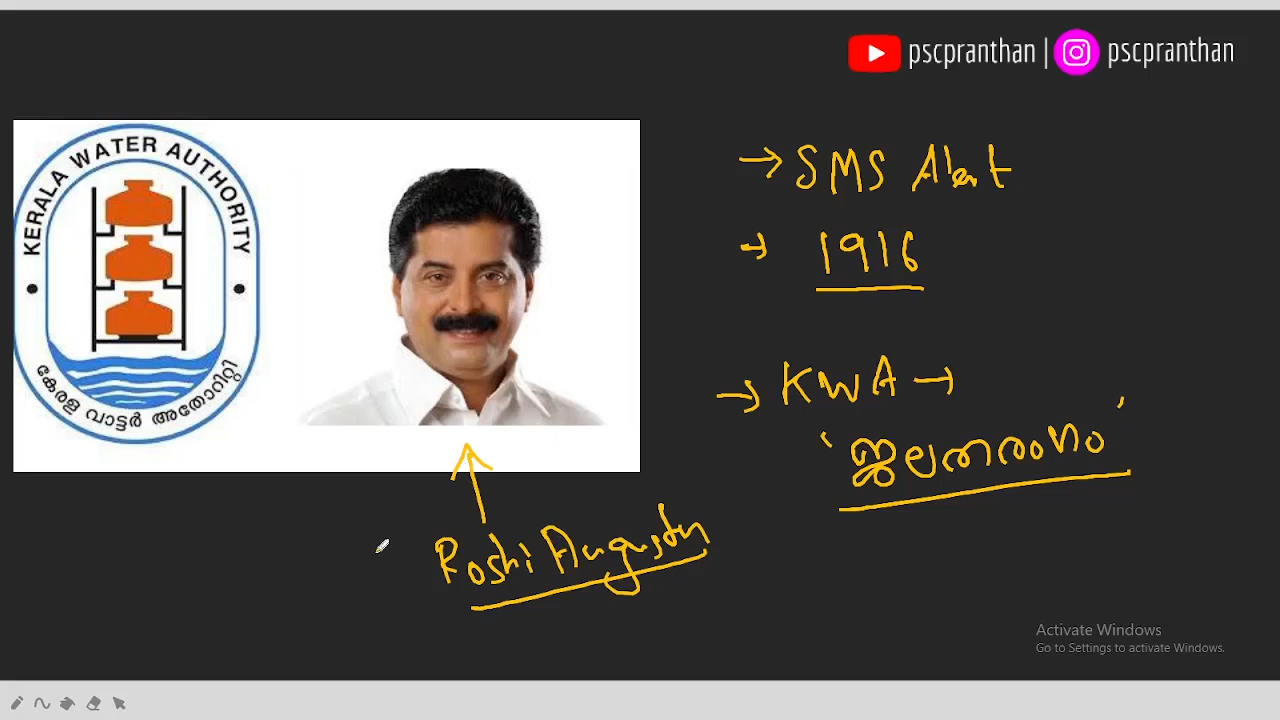 pscpranthan | pscpranthan
KERALA WATER AUTHORITY
കേരള വാട്ടർ അതോറിറ്റി
→ SMS Alert
→ 1916
→ KWA →
'ജലതരംഗം'
Roshi Augustin
Activate Windows
Go to Settings to activate Windows.